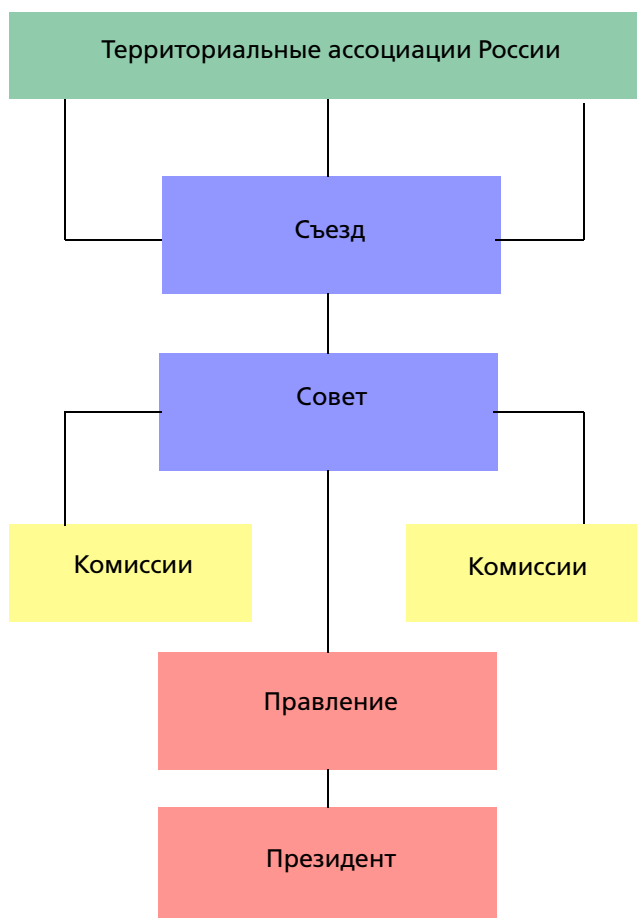 Территориальные ассоциации России
Съезд
Совет
Комиссии
Комиссии
Правление
Президент